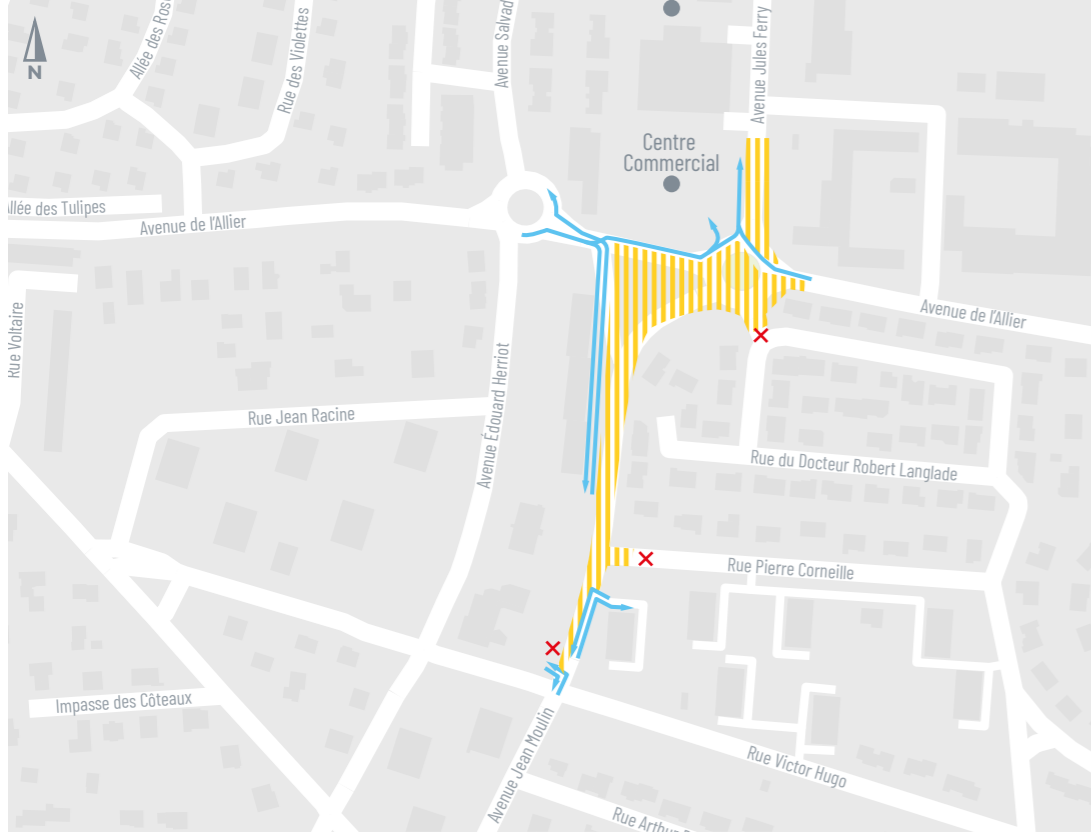 Allée des Ros
Rue des Violettes
Avenue Salvad
Avenue Jules Ferry
N
Centre
Commercial
Allée des Tulipes
Avenue de l'Allier
Rue Voltaire
Avenue de l'Allier
Avenue Édouard Herriot
Rue Jean Racine
Rue du Docteur Robert Langlade
Rue Pierre Corneille
Impasse des Côteaux
Avenue Jean Moulin
Rue Victor Hugo
Rue Arthur